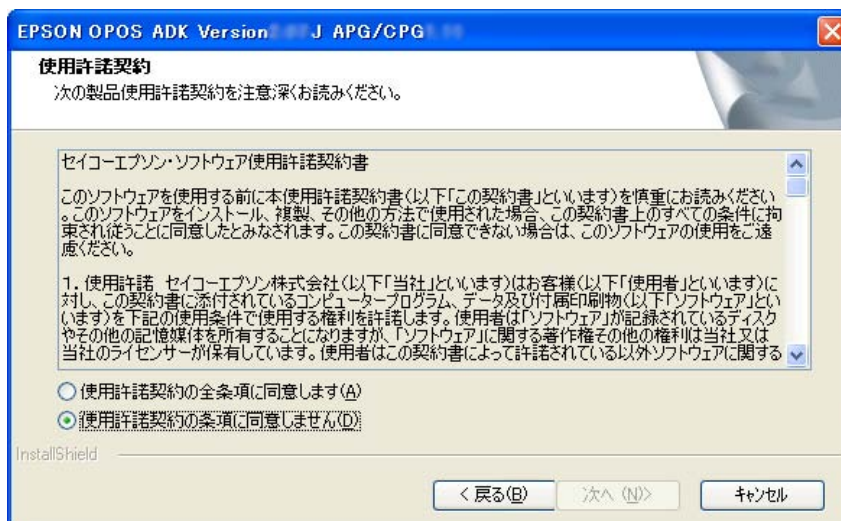 EPSON OPOS ADK Version J APG/CPG
使用許諾契約
次の製品使用許諾契約を注意深くお読みください。
セイコーエプソン・ソフトウェア使用許諾契約書
このソフトウェアを使用する前に本使用許諾契約書(以下「この契約書」といいます)を慎重にお読みください
。このソフトウェアをインストール、複製、その他の方法で使用された場合、この契約書上のすべての条件に拘
束され従うことに同意したとみなされます。この契約書に同意できない場合は、このソフトウェアの使用をご遠
慮ください。
1. 使用許諾 セイコーエプソン株式会社(以下「当社」といいます)はお客様(以下「使用者」といいます)に
対し、この契約書に添付されているコンピュータープログラム、データ及び付属印刷物(以下「ソフトウェア」とい
います)を下記の使用条件で使用する権利を許諾します。使用者は「ソフトウェア」が記録されているディスク
やその他の記憶媒体を所有することになりますが、「ソフトウェア」に関する著作権その他の権利は当社又は
当社のライセンサーが保有しています。使用者はこの契約書によって許諾されている以外ソフトウェアに関する
使用許諾契約の全条項に同意します(A)
使用許諾契約の条項に同意しません(D)
InstallShield
< 戻る(B)
次へ (N)>
キャンセル